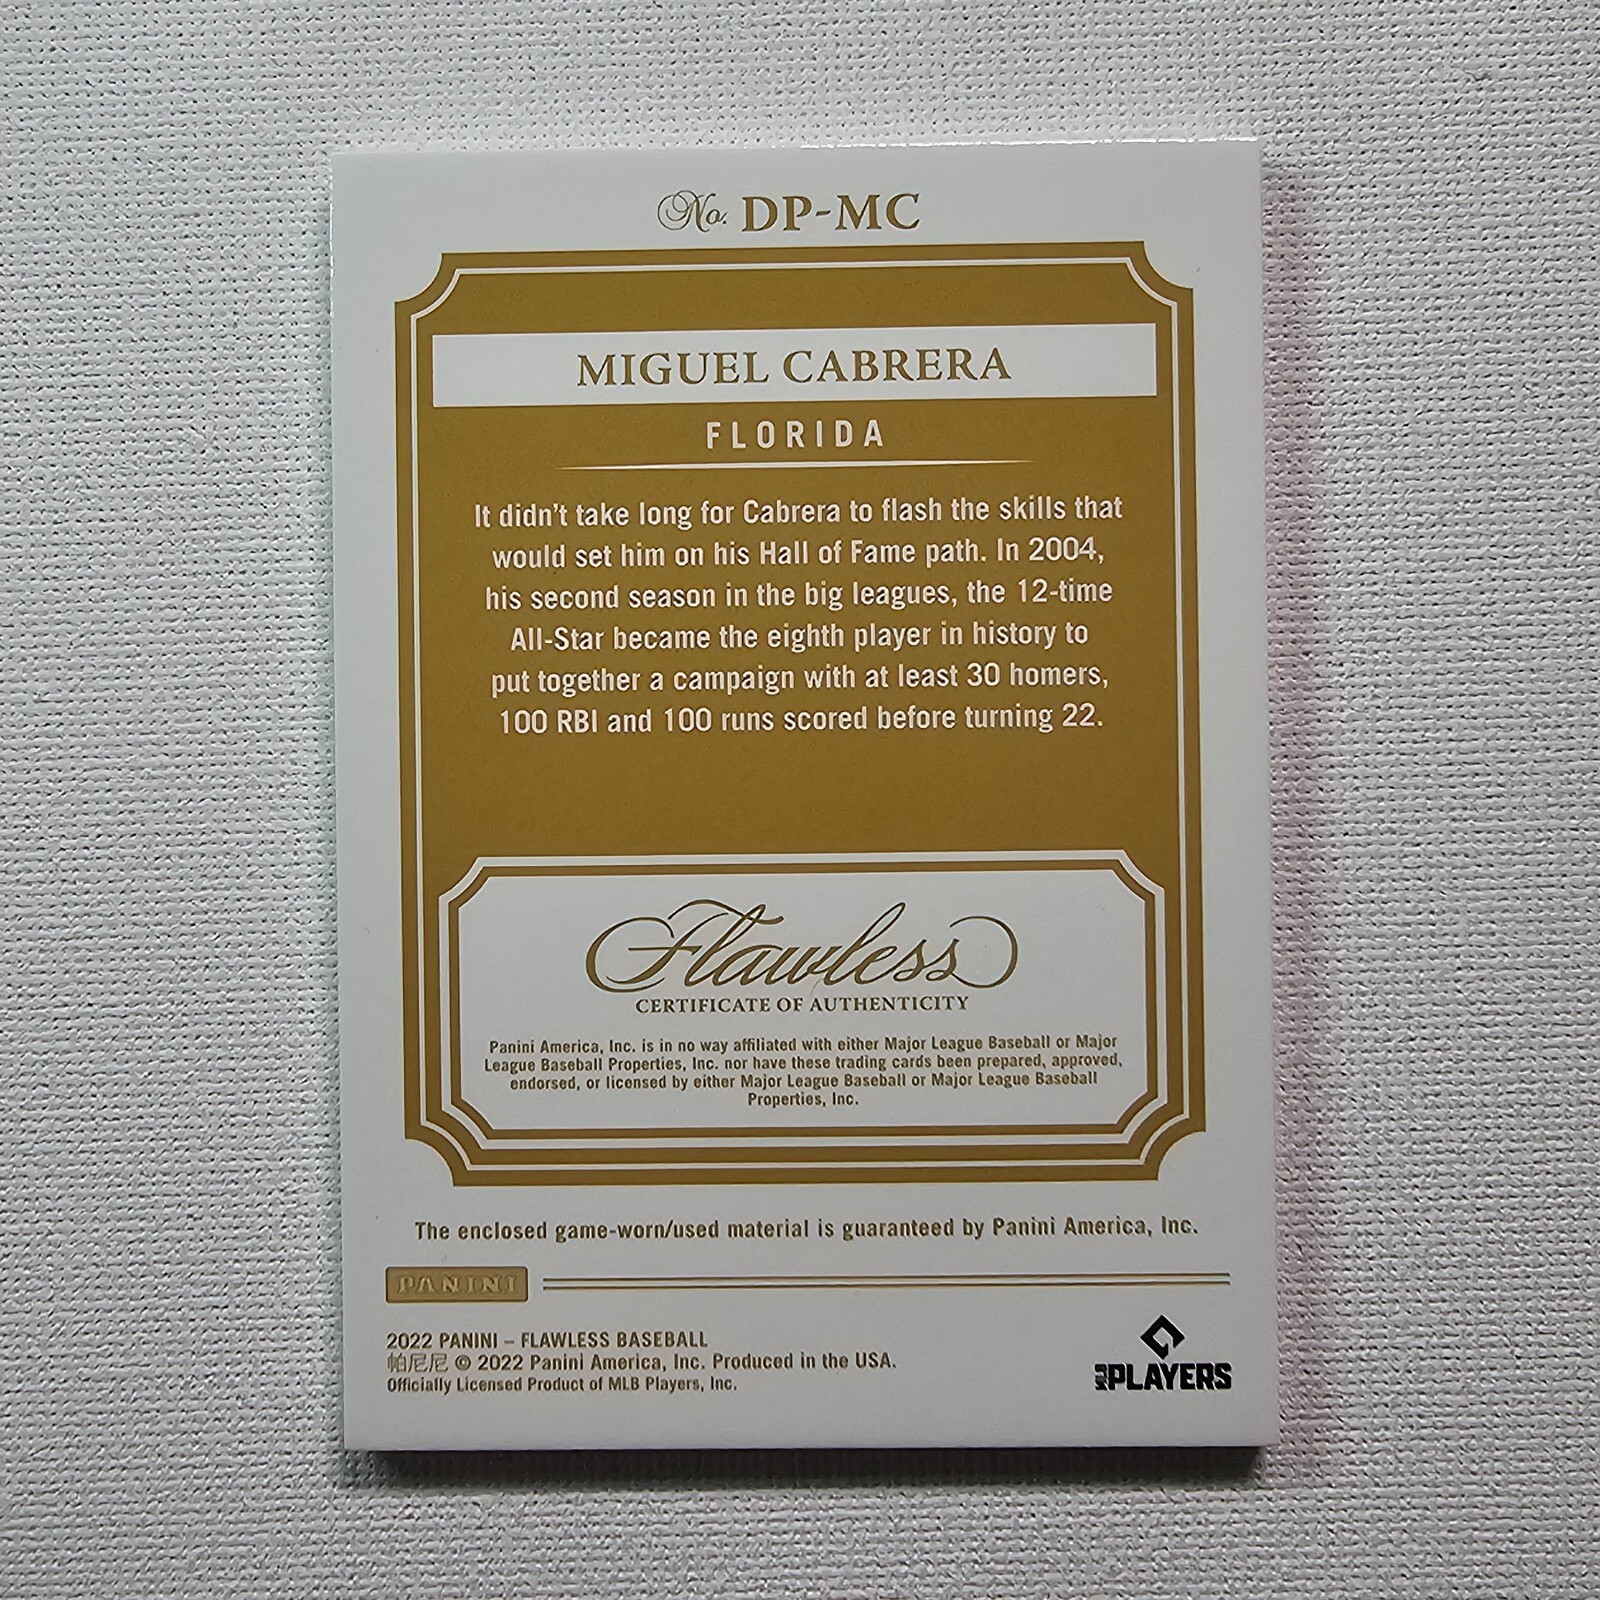 No. DP-MC
MIGUEL CABRERA
FLORIDA
It didn't take long for Cabrera to flash the skills that
would set him on his Hall of Fame path. In 2004,
his second season in the big leagues, the 12-time
All-Star became the eighth player in history to
put together a campaign with at least 30 homers,
100 RBI and 100 runs scored before turning 22.
Flawless
CERTIFICATE OF AUTHENTICITY
Panini America, Inc. is in no way affiliated with either Major League Baseball or Major
League Baseball Properties, Inc. nor have these trading cards been prepared, approved,
endorsed, or licensed by either Major League Baseball or Major League Baseball
Properties, Inc.
The enclosed game-worn/used material is guaranteed by Panini America, Inc.
PANINI
2022 PANINI – FLAWLESS BASEBALL
帕尼尼 © 2022 Panini America, Inc. Produced in the USA.
Officially Licensed Product of MLB Players, Inc.
MLB PLAYERS